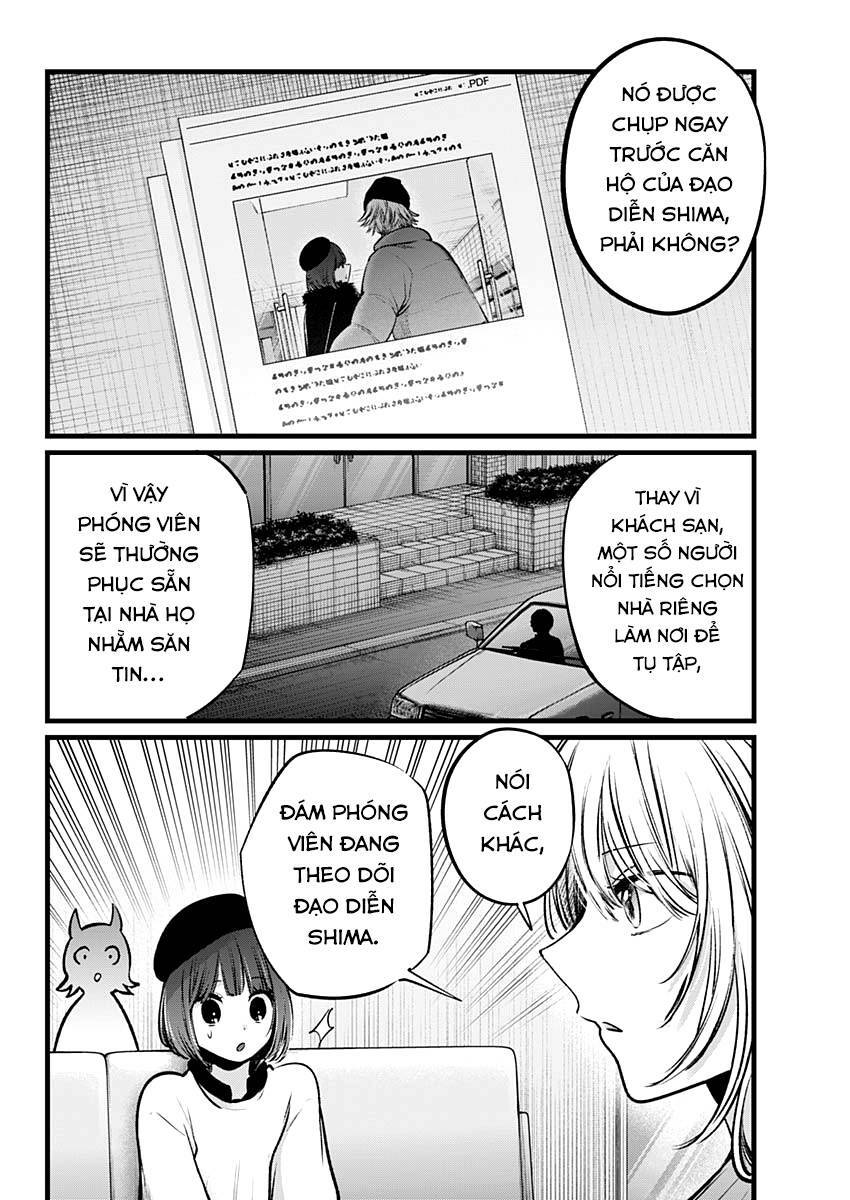 .PDF
NÓ ĐƯỢC
CHỤP NGAY
TRƯỚC CĂN
HỘ CỦA ĐẠO
DIỄN SHIMA,
PHẢI KHÔNG?
THAY VÌ
KHÁCH SẠN,
MỘT SỐ NGƯỜI
NỔI TIẾNG CHỌN
NHÀ RIÊNG
LÀM NƠI ĐỂ
TỤ TẬP,
VÌ VẬY
PHÓNG VIÊN
SẼ THƯỜNG
PHỤC SẴN
TẠI NHÀ HỌ
NHẰM SĂN
TIN...
NÓI
CÁCH
KHÁC,
ĐÁM PHÓNG
VIÊN ĐANG
THEO DÕI
ĐẠO DIỄN
SHIMA.